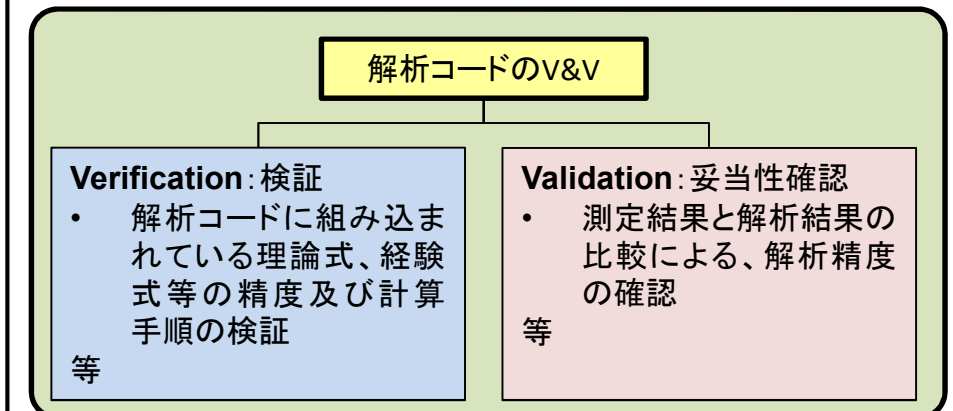 解析コードのV&V
Verification：検証
• 解析コードに組み込ま
れている理論式、経験
式等の精度及び計算
手順の検証
等
Validation：妥当性確認
• 測定結果と解析結果の
比較による、解析精度
の確認
等